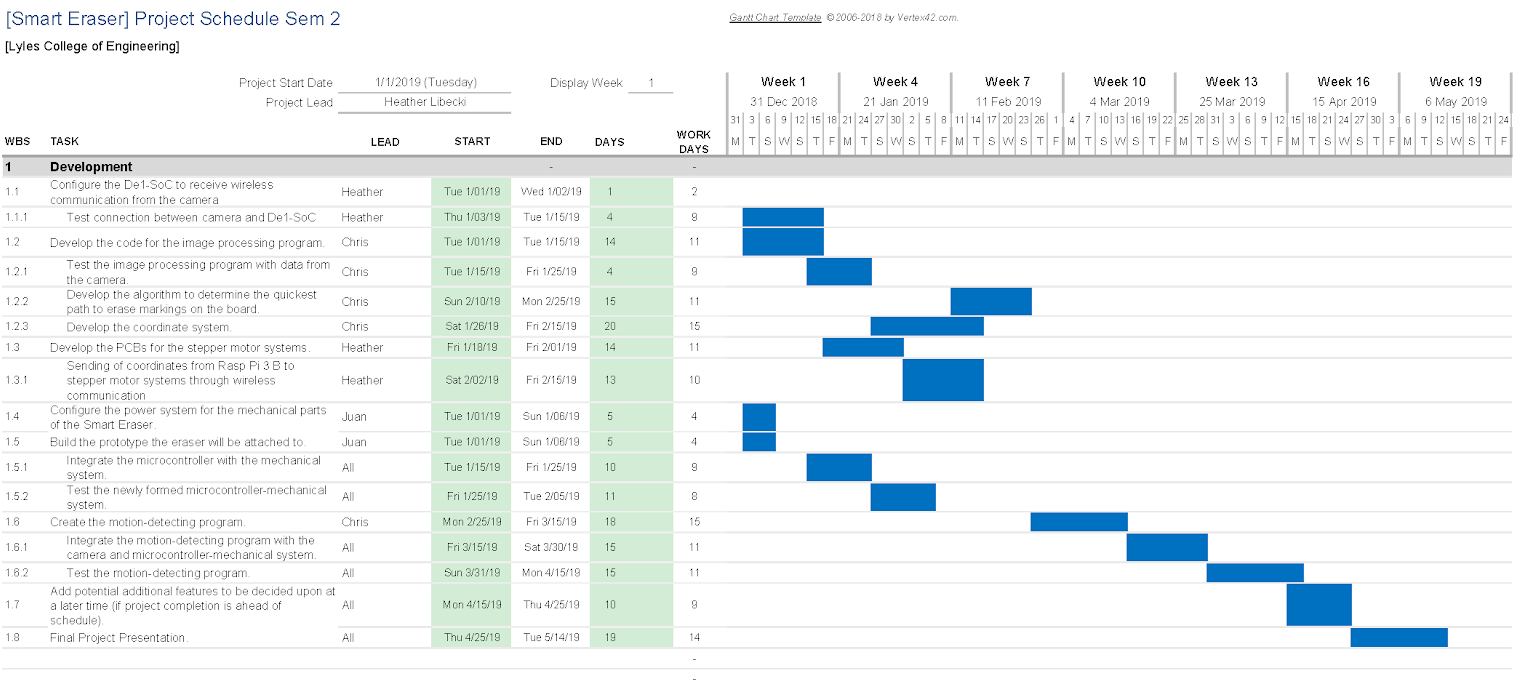 [Smart Eraser] Project Schedule Sem 2
Gantt Chart Template © 2006-2018 by Vertex42.com.
[Lyles College of Engineering]
Project Start Date 1/1/2019 (Tuesday) Display Week 1
Project Lead Heather Libecki
Week 1 Week 4 Week 7 Week 10 Week 13 Week 16 Week 19
31 Dec 2018 21 Jan 2019 11 Feb 2019 4 Mar 2019 25 Mar 2019 15 Apr 2019 6 May 2019
31 3 6 9 12 15 18 21 24 27 30 2 5 8 11 14 17 20 23 26 1 4 7 10 13 16 19 22 25 28 31 3 6 9 12 15 18 21 24 27 30 3 6 9 12 15 18 21 24
WBS TASK LEAD START END DAYS WORK DAYS M T S W S T F M T S W S T F M T S W S T F M T S W S T F M T S W S T F M T S W S T F M T S W S T F
1 Development - -
1.1 Configure the De1-SoC to receive wireless
communication from the camera Heather Tue 1/01/19 Wed 1/02/19 1 2
1.1.1 Test connection between camera and De1-SoC Heather Thu 1/03/19 Tue 1/15/19 4 9
1.2 Develop the code for the image processing program. Chris Tue 1/01/19 Tue 1/15/19 14 11
1.2.1 Test the image processing program with data from
the camera. Chris Tue 1/15/19 Fri 1/25/19 4 9
1.2.2 Develop the algorithm to determine the quickest
path to erase markings on the board. Chris Sun 2/10/19 Mon 2/25/19 15 11
1.2.3 Develop the coordinate system. Chris Sat 1/26/19 Fri 2/15/19 20 15
1.3 Develop the PCBs for the stepper motor systems. Heather Fri 1/18/19 Fri 2/01/19 14 11
1.3.1 Sending of coordinates from Rasp Pi 3 B to
stepper motor systems through wireless
communication Heather Sat 2/02/19 Fri 2/15/19 13 10
1.4 Configure the power system for the mechanical parts
of the Smart Eraser. Juan Tue 1/01/19 Sun 1/06/19 5 4
1.5 Build the prototype the eraser will be attached to. Juan Tue 1/01/19 Sun 1/06/19 5 4
1.5.1 Integrate the microcontroller with the mechanical
system. All Tue 1/15/19 Fri 1/25/19 10 9
1.5.2 Test the newly formed microcontroller-mechanical
system. All Fri 1/25/19 Tue 2/05/19 11 8
1.6 Create the motion-detecting program. Chris Mon 2/25/19 Fri 3/15/19 18 15
1.6.1 Integrate the motion-detecting program with the
camera and microcontroller-mechanical system. All Fri 3/15/19 Sat 3/30/19 15 11
1.6.2 Test the motion-detecting program. All Sun 3/31/19 Mon 4/15/19 15 11
1.7 Add potential additional features to be decided upon at
a later time (if project completion is ahead of
schedule). All Mon 4/15/19 Thu 4/25/19 10 9
1.8 Final Project Presentation. All Thu 4/25/19 Tue 5/14/19 19 14
-
-